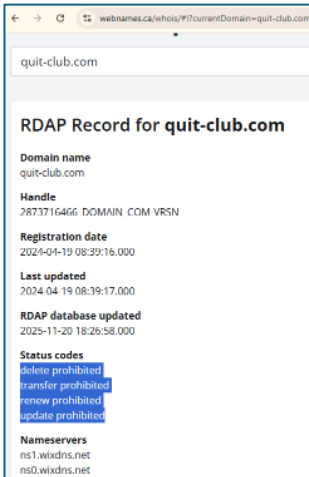 webnames.ca/whois/#!?currentDomain=quit-club.com
quit-club.com
RDAP Record for quit-club.com
Domain name
quit-club.com
Handle
2873716466_DOMAIN_COM-VRSN
Registration date
2024-04-19 08:39:16.000
Last updated
2024-04-19 08:39:17.000
RDAP database updated
2025-11-20 18:26:58.000
Status codes
delete prohibited
transfer prohibited
renew prohibited
update prohibited
Nameservers
ns1.wixdns.net
ns0.wixdns.net